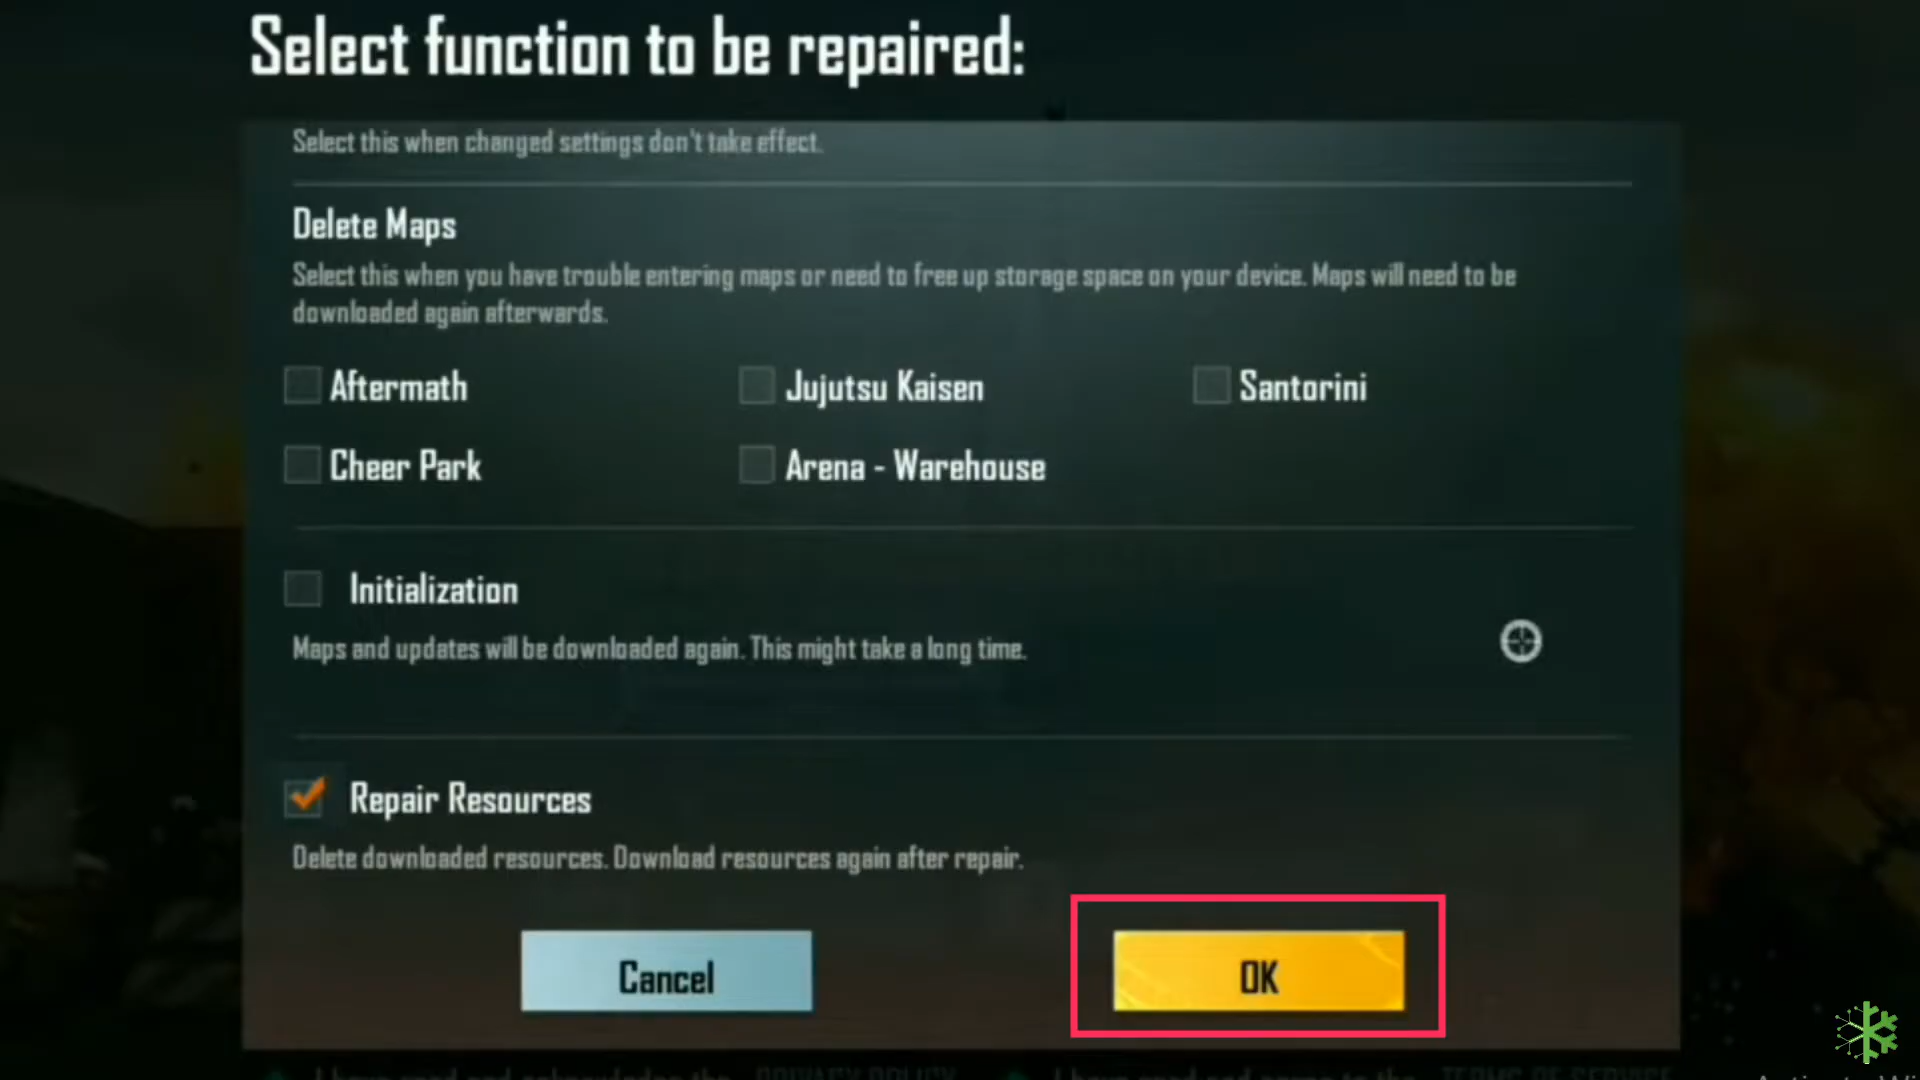 Select function to be repaired:
Select this when changed settings don't take effect.
Delete Maps
Select this when you have trouble entering maps or need to free up storage space on your device. Maps will need to be
downloaded again afterwards.
Aftermath Jujutsu Kaisen Santorini
Cheer Park Arena - Warehouse
Initialization
Maps and updates will be downloaded again. This might take a long time.
Repair Resources
Delete downloaded resources. Download resources again after repair.
Cancel OK